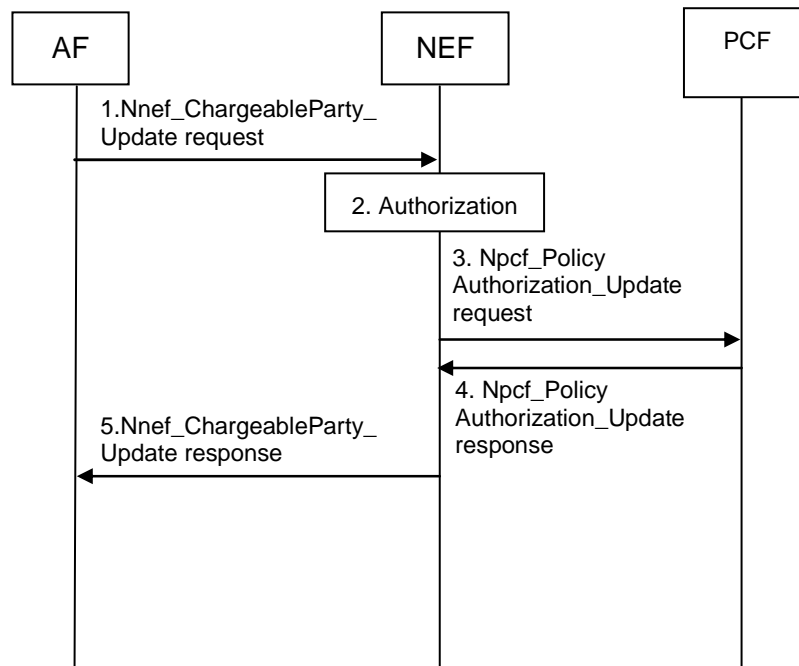 AF
NEF
PCF
1.Nnef_ChargeableParty_
Update request
2. Authorization
3. Npcf_Policy
Authorization_Update
request
4. Npcf_Policy
Authorization_Update
response
5.Nnef_ChargeableParty_
Update response